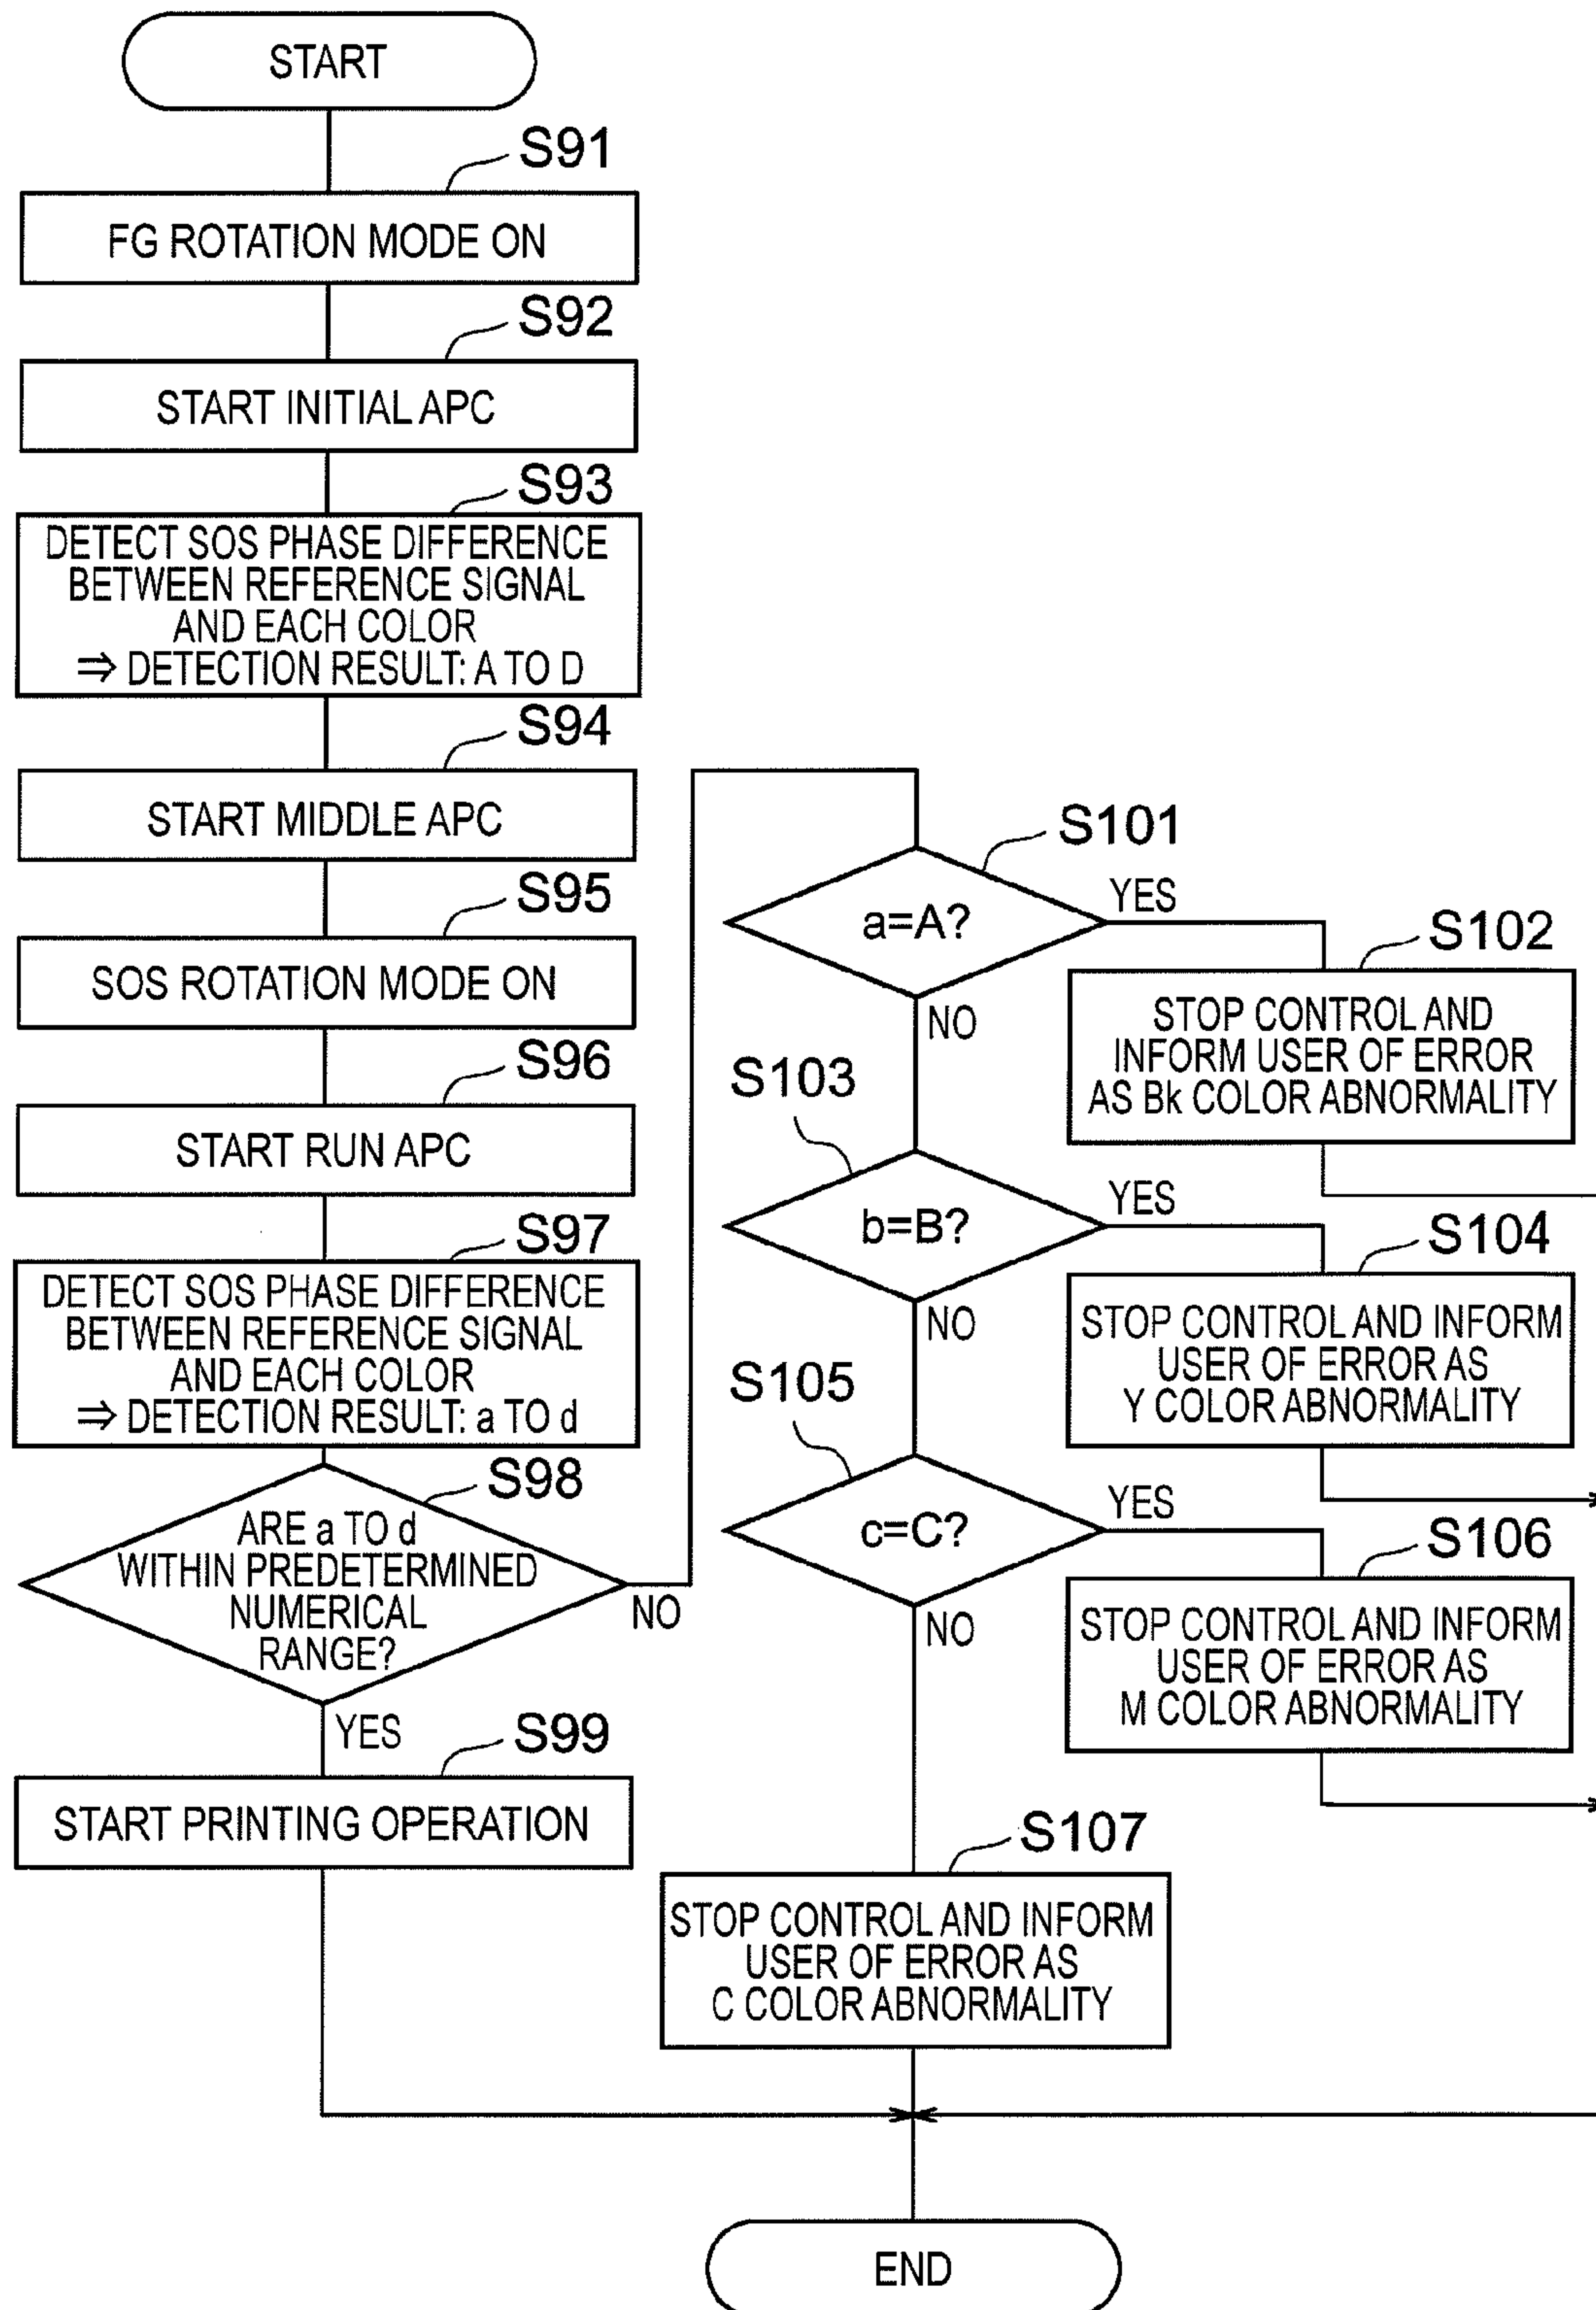 START
S91
FG ROTATION MODE ON
S92
START INITIAL APC
S93
DETECT SOS PHASE DIFFERENCE
BETWEEN REFERENCE SIGNAL
AND EACH COLOR
⇒ DETECTION RESULT: A TO D
S94
START MIDDLE APC
S95
SOS ROTATION MODE ON
S96
START RUN APC
S97
DETECT SOS PHASE DIFFERENCE
BETWEEN REFERENCE SIGNAL
AND EACH COLOR
⇒ DETECTION RESULT: a TO d
S98
ARE a TO d
WITHIN PREDETERMINED
NUMERICAL
RANGE?
NO
YES
S99
START PRINTING OPERATION
S101
a=A?
YES
NO
S102
STOP CONTROL AND
INFORM USER OF ERROR
AS Bk COLOR ABNORMALITY
S103
b=B?
YES
NO
S104
STOP CONTROL AND INFORM
USER OF ERROR AS
Y COLOR ABNORMALITY
S105
c=C?
YES
NO
S106
STOP CONTROL AND INFORM
USER OF ERROR AS
M COLOR ABNORMALITY
S107
STOP CONTROL AND INFORM
USER OF ERROR AS
C COLOR ABNORMALITY
END